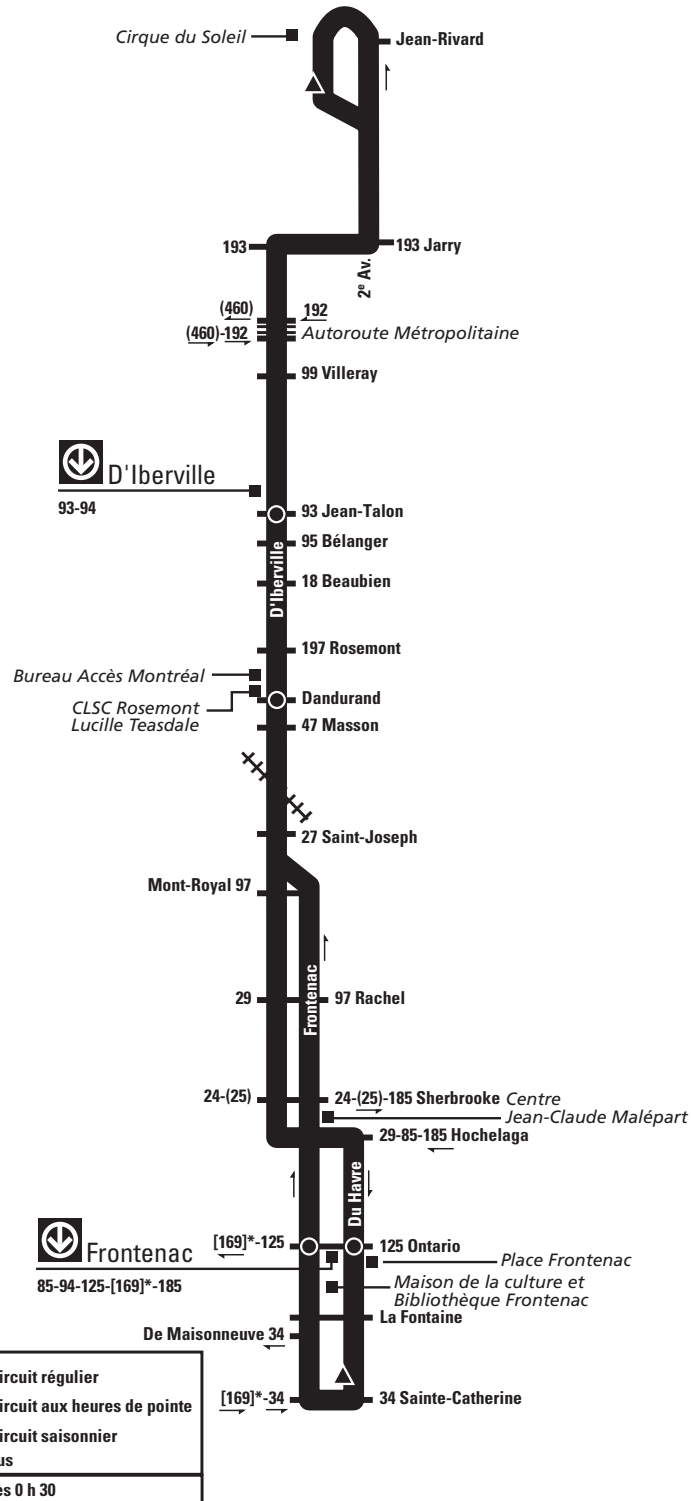 Cirque du Soleil
Jean-Rivard
193
193 Jarry
2e Av.
(460)
192
(460)-192
Autoroute Métropolitaine
99 Villeray
D'Iberville
93-94
93 Jean-Talon
95 Bélanger
D'Iberville
18 Beaubien
197 Rosemont
Bureau Accès Montréal
CLSC Rosemont
Lucille Teasdale
Dandurand
47 Masson
27 Saint-Joseph
Mont-Royal 97
Frontenac
29
97 Rachel
24-(25)
24-(25)-185 Sherbrooke
Centre
Jean-Claude Malépart
29-85-185 Hochelaga
Du Havre
Frontenac
85-94-125-[169]*-185
[169]*-125
125 Ontario
Place Frontenac
Maison de la culture et
Bibliothèque Frontenac
La Fontaine
De Maisonneuve 34
[169]*-34
34 Sainte-Catherine
ircuit régulier
ircuit aux heures de pointe
ircuit saisonnier
us
es 0 h 30